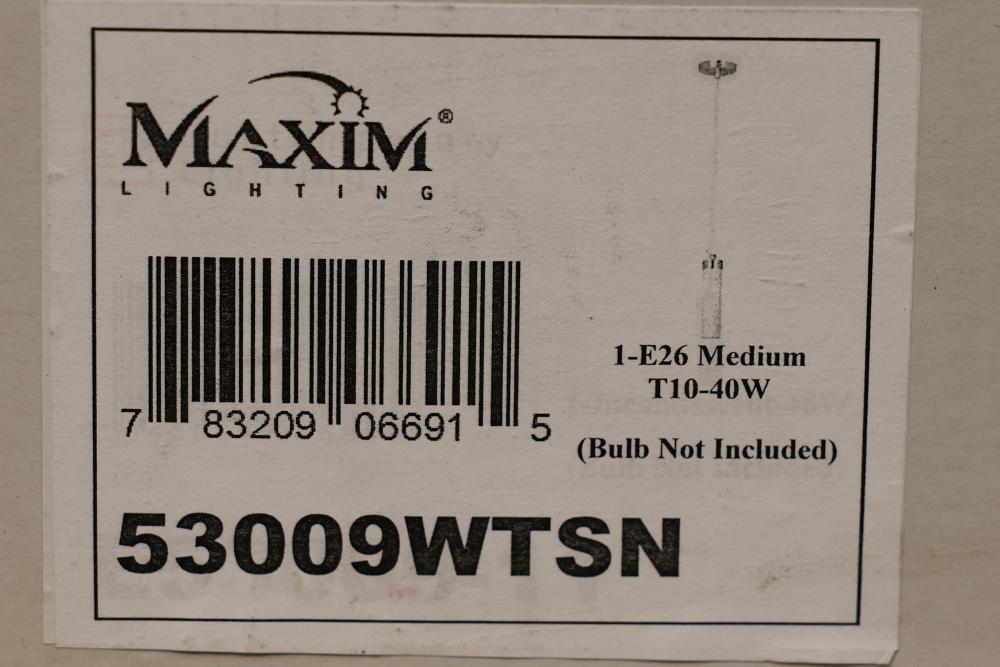 MAXIM®
LIGHTING
7 83209 06691 5
1-E26 Medium
T10-40W
(Bulb Not Included)
53009WTSN